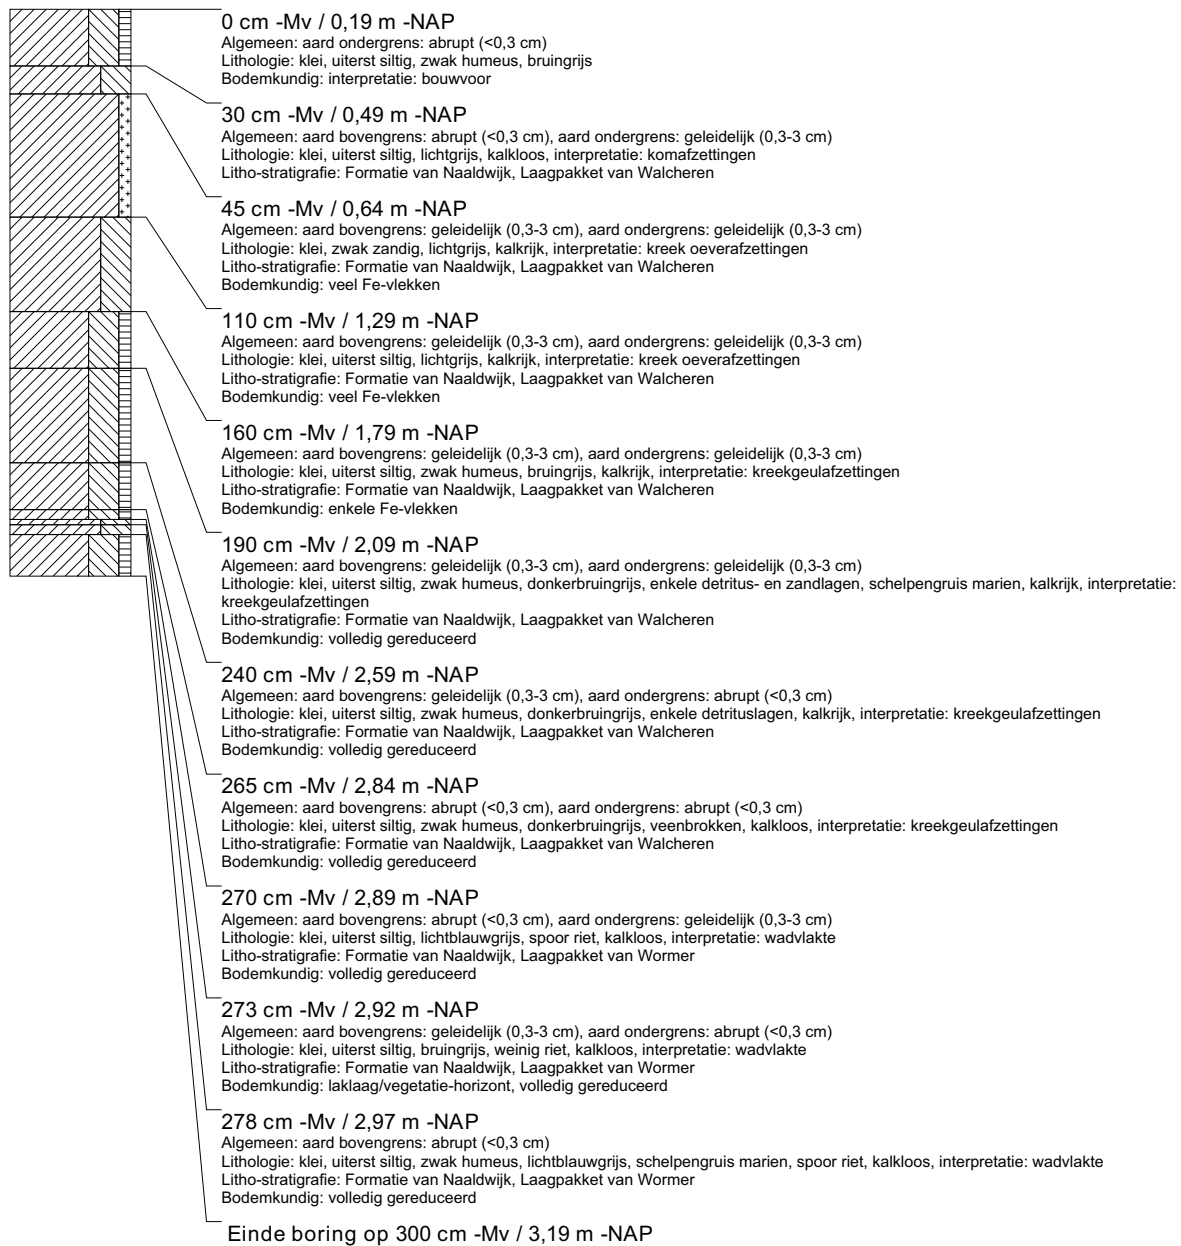 0 cm -Mv / 0,19 m -NAP
Algemeen: aard ondergrens: abrupt (<0,3 cm)
Lithologie: klei, uiterst siltig, zwak humeus, bruingrijs
Bodemkundig: interpretatie: bouwvoor
30 cm -Mv / 0,49 m -NAP
Algemeen: aard bovengrens: abrupt (<0,3 cm), aard ondergrens: geleidelijk (0,3-3 cm)
Lithologie: klei, uiterst siltig, lichtgrijs, kalkloos, interpretatie: komafzettingen
Litho-stratigrafie: Formatie van Naaldwijk, Laagpakket van Walcheren
45 cm -Mv / 0,64 m -NAP
Algemeen: aard bovengrens: geleidelijk (0,3-3 cm), aard ondergrens: geleidelijk (0,3-3 cm)
Lithologie: klei, zwak zandig, lichtgrijs, kalkrijk, interpretatie: kreek oeverafzettingen
Litho-stratigrafie: Formatie van Naaldwijk, Laagpakket van Walcheren
Bodemkundig: veel Fe-vlekken
110 cm -Mv / 1,29 m -NAP
Algemeen: aard bovengrens: geleidelijk (0,3-3 cm), aard ondergrens: geleidelijk (0,3-3 cm)
Lithologie: klei, uiterst siltig, lichtgrijs, kalkrijk, interpretatie: kreek oeverafzettingen
Litho-stratigrafie: Formatie van Naaldwijk, Laagpakket van Walcheren
Bodemkundig: veel Fe-vlekken
160 cm -Mv / 1,79 m -NAP
Algemeen: aard bovengrens: geleidelijk (0,3-3 cm), aard ondergrens: geleidelijk (0,3-3 cm)
Lithologie: klei, uiterst siltig, zwak humeus, bruingrijs, kalkrijk, interpretatie: kreekgeulafzettingen
Litho-stratigrafie: Formatie van Naaldwijk, Laagpakket van Walcheren
Bodemkundig: enkele Fe-vlekken
190 cm -Mv / 2,09 m -NAP
Algemeen: aard bovengrens: geleidelijk (0,3-3 cm), aard ondergrens: geleidelijk (0,3-3 cm)
Lithologie: klei, uiterst siltig, zwak humeus, donkerbruingrijs, enkele detritus- en zandlagen, schelpengruis marien, kalkrijk, interpretatie:
kreekgeulafzettingen
Litho-stratigrafie: Formatie van Naaldwijk, Laagpakket van Walcheren
Bodemkundig: volledig gereduceerd
240 cm -Mv / 2,59 m -NAP
Algemeen: aard bovengrens: geleidelijk (0,3-3 cm), aard ondergrens: abrupt (<0,3 cm)
Lithologie: klei, uiterst siltig, zwak humeus, donkerbruingrijs, enkele detrituslagen, kalkrijk, interpretatie: kreekgeulafzettingen
Litho-stratigrafie: Formatie van Naaldwijk, Laagpakket van Walcheren
Bodemkundig: volledig gereduceerd
265 cm -Mv / 2,84 m -NAP
Algemeen: aard bovengrens: abrupt (<0,3 cm), aard ondergrens: abrupt (<0,3 cm)
Lithologie: klei, uiterst siltig, zwak humeus, donkerbruingrijs, veenbrokken, kalkloos, interpretatie: kreekgeulafzettingen
Litho-stratigrafie: Formatie van Naaldwijk, Laagpakket van Walcheren
Bodemkundig: volledig gereduceerd
270 cm -Mv / 2,89 m -NAP
Algemeen: aard bovengrens: abrupt (<0,3 cm), aard ondergrens: geleidelijk (0,3-3 cm)
Lithologie: klei, uiterst siltig, lichtblauwgrijs, spoor riet, kalkloos, interpretatie: wadvlakte
Litho-stratigrafie: Formatie van Naaldwijk, Laagpakket van Wormer
Bodemkundig: volledig gereduceerd
273 cm -Mv / 2,92 m -NAP
Algemeen: aard bovengrens: geleidelijk (0,3-3 cm), aard ondergrens: abrupt (<0,3 cm)
Lithologie: klei, uiterst siltig, bruingrijs, weinig riet, kalkloos, interpretatie: wadvlakte
Litho-stratigrafie: Formatie van Naaldwijk, Laagpakket van Wormer
Bodemkundig: laklaag/vegetatie-horizont, volledig gereduceerd
278 cm -Mv / 2,97 m -NAP
Algemeen: aard bovengrens: abrupt (<0,3 cm)
Lithologie: klei, uiterst siltig, zwak humeus, lichtblauwgrijs, schelpengruis marien, spoor riet, kalkloos, interpretatie: wadvlakte
Litho-stratigrafie: Formatie van Naaldwijk, Laagpakket van Wormer
Bodemkundig: volledig gereduceerd
Einde boring op 300 cm -Mv / 3,19 m -NAP